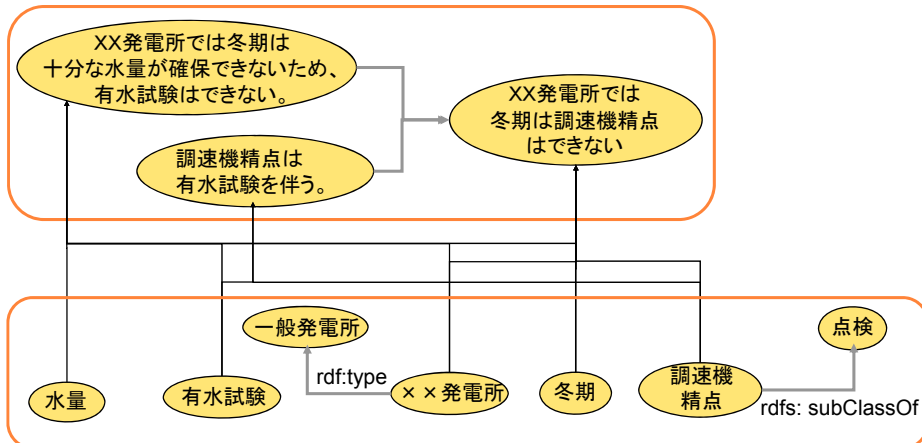 XX発電所では冬期は
十分な水量が確保できないため、
有水試験はできない。
XX発電所では
冬期は調速機精点
はできない
調速機精点は
有水試験を伴う。
一般発電所
点検
rdf:type
水量
有水試験
××発電所
冬期
調速機
精点
rdfs: subClassOf